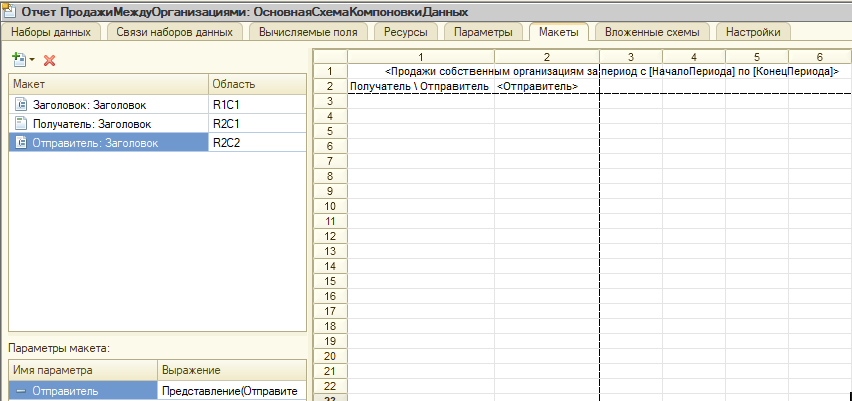 Отчет ПродажиМеждуОрганизациями: ОсновнаяСхемаКомпоновкиДанных
Наборы данных Связи наборов данных Вычисляемые поля Ресурсы Параметры Макеты Вложенные схемы Настройки
Макет Область
Заголовок: Заголовок R1C1
Получатель: Заголовок R2C1
Отправитель: Заголовок R2C2
Параметры макета:
Имя параметра Выражение
Отправитель Представление(Отправите
1 2 3 4 5 6
1 <Продажи собственным организациям за период с [НачалоПериода] по [КонецПериода]>
2 Получатель \ Отправитель <Отправитель>
3
4
5
6
7
8
9
10
11
12
13
14
15
16
17
18
19
20
21
22
23